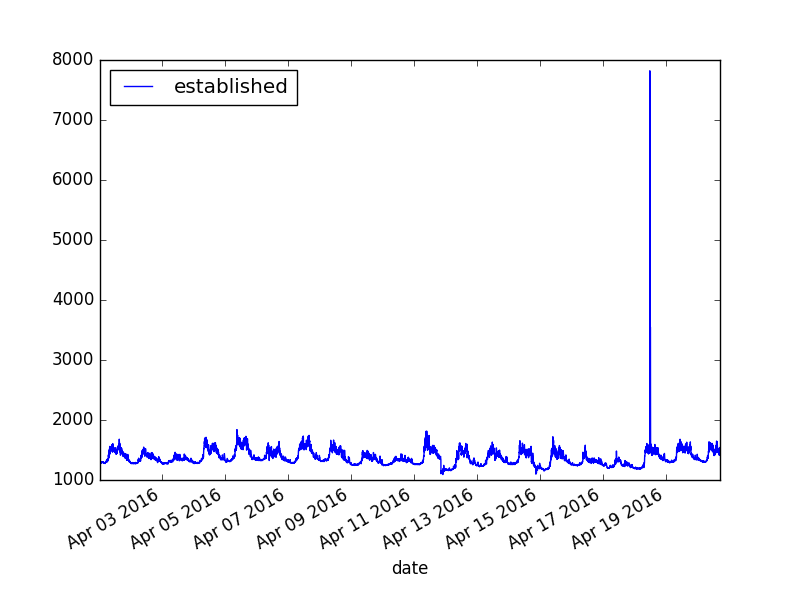 8000
established
7000
6000
5000
4000
3000
2000
1000
Apr 03 2016
Apr 05 2016
Apr 07 2016
Apr 09 2016
Apr 11 2016
Apr 13 2016
Apr 15 2016
Apr 17 2016
Apr 19 2016
date